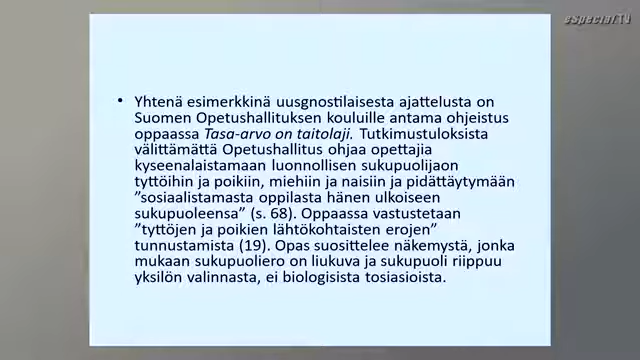 eSpecial.TV
• Yhtenä esimerkkinä uusgnostilaisesta ajattelusta on
Suomen Opetushallituksen kouluille antama ohjeistus
oppaassa Tasa-arvo on taitolaji. Tutkimustuloksista
välittämättä Opetushallitus ohjaa opettajia
kyseenalaistamaan luonnollisen sukupuolijaon
tyttöihin ja poikiin, miehiin ja naisiin ja pidättäytymään
”sosiaalistamasta oppilasta hänen ulkoiseen
sukupuoleensa” (s. 68). Oppaassa vastustetaan
”tyttöjen ja poikien lähtökohtaisten erojen”
tunnustamista (19). Opas suosittelee näkemystä, jonka
mukaan sukupuoliero on liukuva ja sukupuoli riippuu
yksilön valinnasta, ei biologisista tosiasioista.